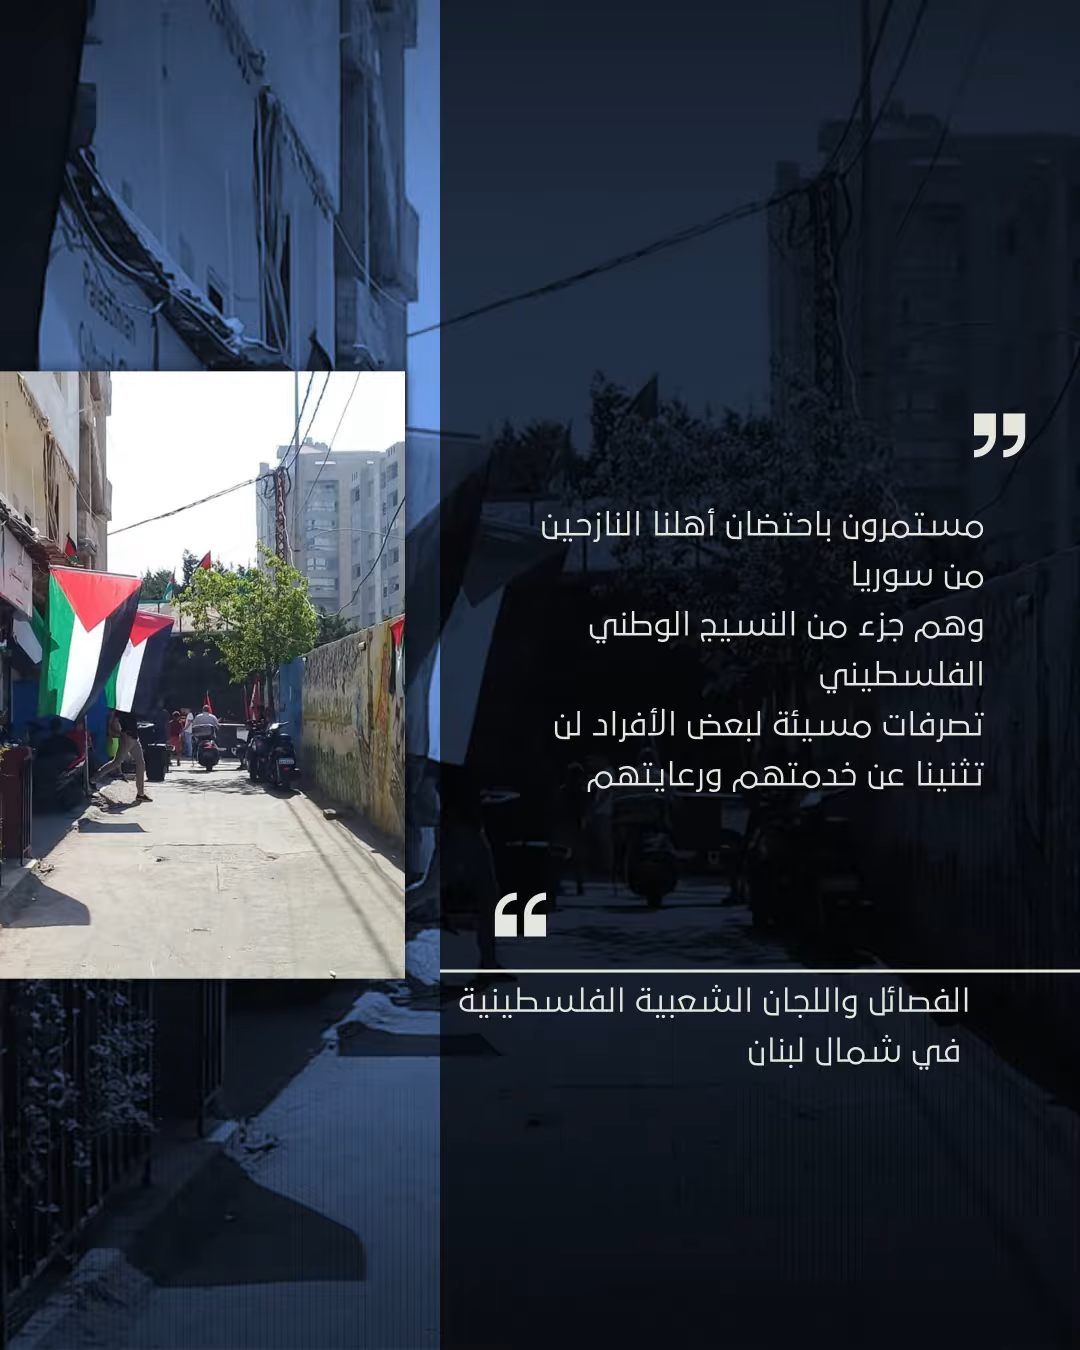 مستمرون باحتضان أهلنا النازحين
من سوريا
وهم جزء من النسيج الوطني
الفلسطيني
تصرفات مسيئة لبعض الأفراد لن
تثنينا عن خدمتهم ورعايتهم
الفصائل واللجان الشعبية الفلسطينية
في شمال لبنان
Palestinian